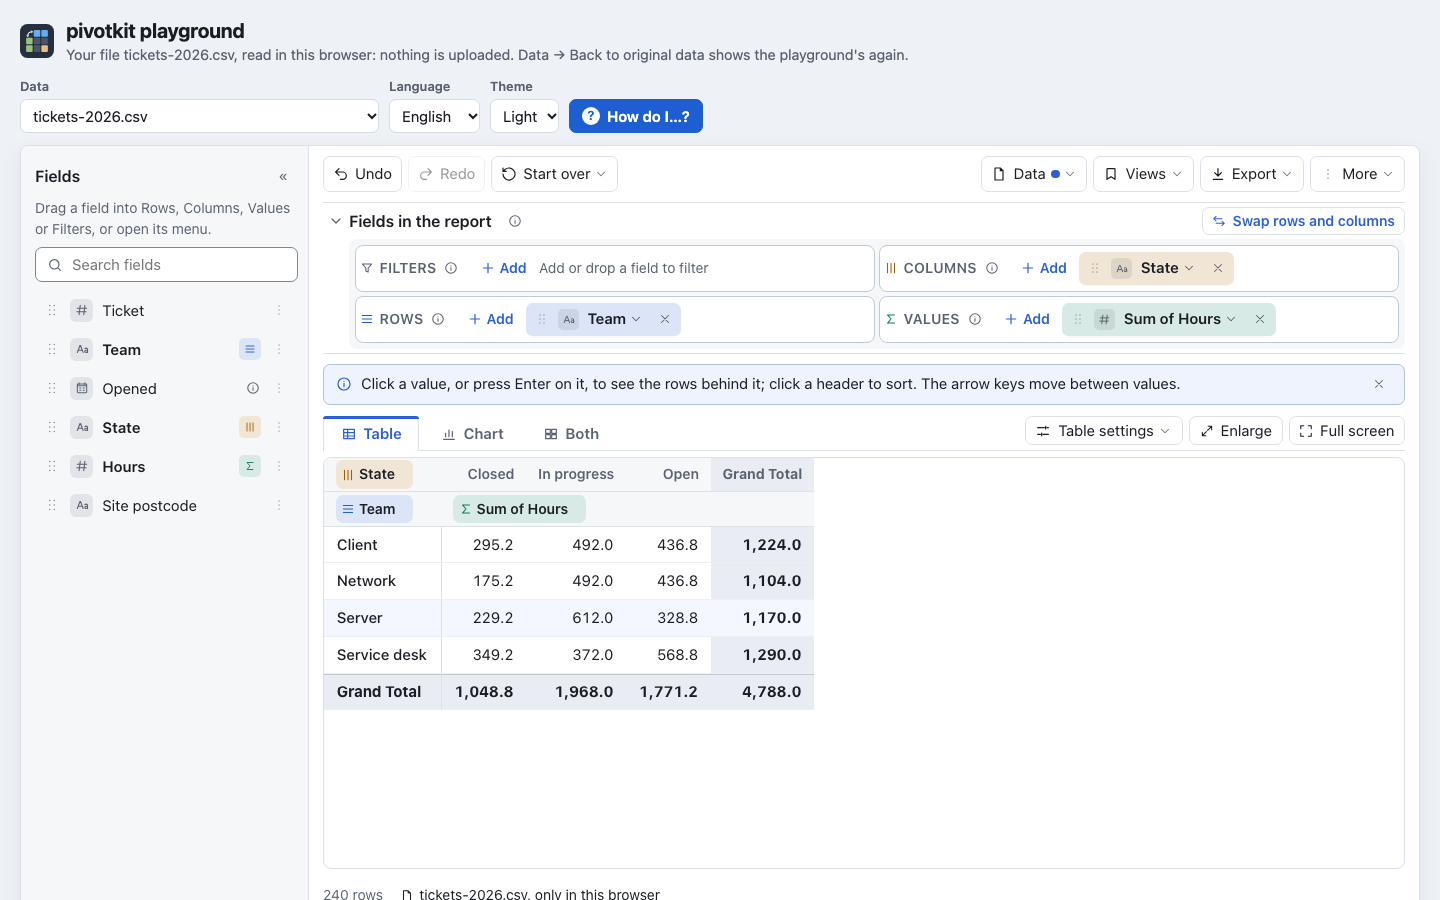 pivotkit playground
Your file tickets-2026.csv, read in this browser: nothing is uploaded. Data → Back to original data shows the playground's again.
Data Language Theme
tickets-2026.csv English Light ? How do I...?
Fields «
Drag a field into Rows, Columns, Values
or Filters, or open its menu.
Search fields
# Ticket
Aa Team
Opened
Aa State
# Hours Σ
Aa Site postcode
Undo Redo Start over Data Views Export More
Fields in the report Swap rows and columns
FILTERS + Add Add or drop a field to filter
COLUMNS + Add Aa State ×
ROWS + Add Aa Team ×
Σ VALUES + Add # Sum of Hours ×
Click a value, or press Enter on it, to see the rows behind it; click a header to sort. The arrow keys move between values. ×
Table Chart Both Table settings Enlarge Full screen
State Closed In progress Open Grand Total
Team Σ Sum of Hours
Client 295.2 492.0 436.8 1,224.0
Network 175.2 492.0 436.8 1,104.0
Server 229.2 612.0 328.8 1,170.0
Service desk 349.2 372.0 568.8 1,290.0
Grand Total 1,048.8 1,968.0 1,771.2 4,788.0
240 rows tickets-2026.csv, only in this browser